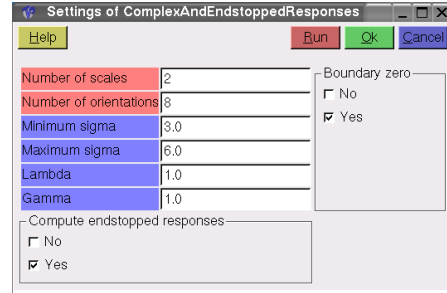 Settings of ComplexAndEndstoppedResponses
Help
Run
Ok
Cancel
Number of scales 2
Number of orientations 8
Minimum sigma 3.0
Maximum sigma 6.0
Lambda 1.0
Gamma 1.0
Boundary zero
No
Yes
Compute endstopped responses
No
Yes